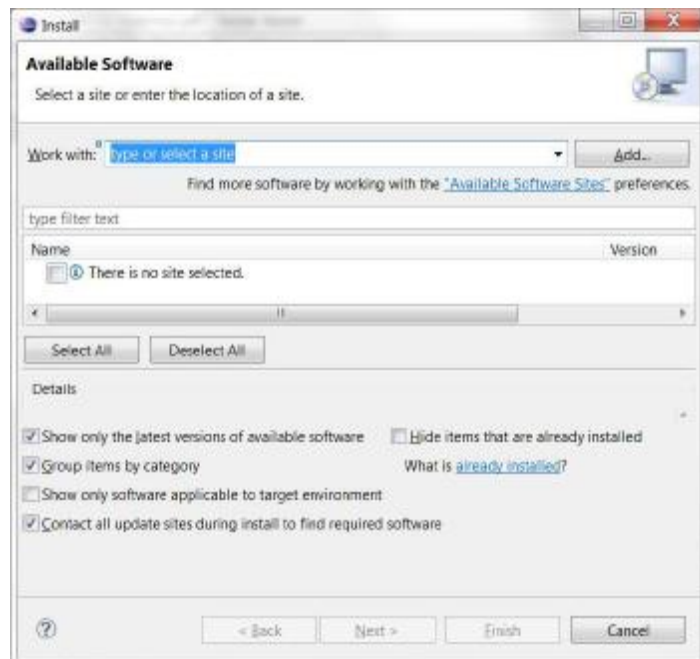 Install
Available Software
Select a site or enter the location of a site.
Work with: type or select a site Add...
Find more software by working with the "Available Software Sites" preferences.
type filter text
Name Version
There is no site selected.
Select All Deselect All
Details
Show only the latest versions of available software Hide items that are already installed
Group items by category What is already installed?
Show only software applicable to target environment
Contact all update sites during install to find required software
? < Back Next > Finish Cancel